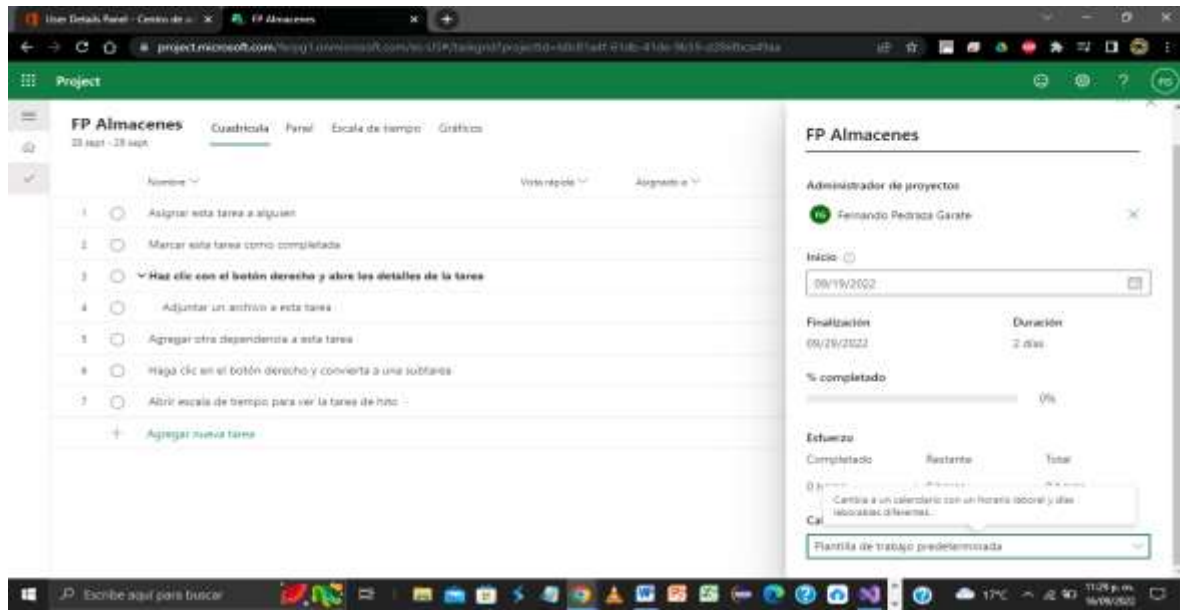 User Details Panel - Centro de
FP Almacenes
project.microsoft.com
Project
FP Almacenes
Cuadrícula Panel Escala de tiempo Gráficos
Nombre Vista rápida Asignado a
1 Asignar esta tarea a alguien
2 Marcar esta tarea como completada
3 Haz clic con el botón derecho y abre los detalles de la tarea
4 Adjuntar un archivo a esta tarea
5 Agregar otra dependencia a esta tarea
6 Haga clic en el botón derecho y convierta a una subtarea
7 Abrir escala de tiempo para ver la tarea de hito
Agregar nueva tarea
FP Almacenes
Administrador de proyectos
Fernando Pedraza Garate
Inicio
09/19/2022
Finalización Duración
09/29/2022 2 días
% completado
0%
Esfuerzo
Completado Restante Total
Cambia a un calendario con un horario laboral y días
laborables diferentes.
Plantilla de trabajo predeterminada
Escribe aquí para buscar
17°C
11:29 p. m.
16/09/2022